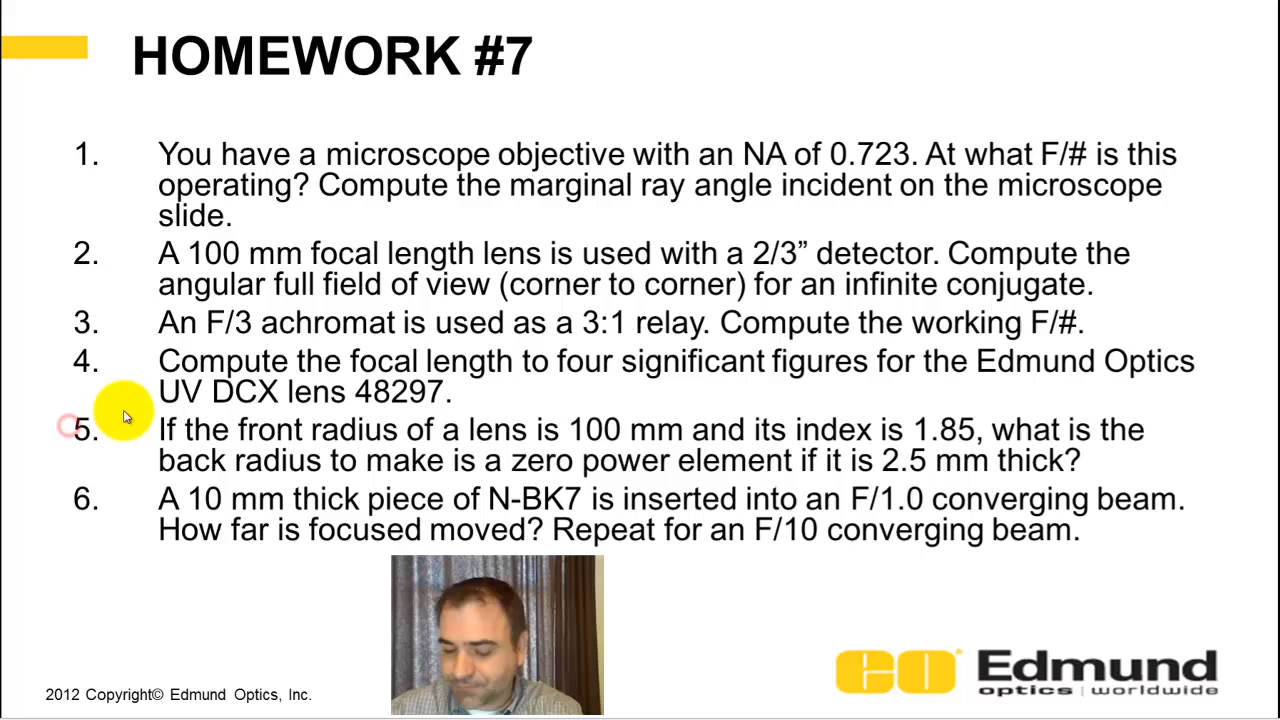 HOMEWORK #7
1. You have a microscope objective with an NA of 0.723. At what F/# is this
operating? Compute the marginal ray angle incident on the microscope
slide.
2. A 100 mm focal length lens is used with a 2/3” detector. Compute the
angular full field of view (corner to corner) for an infinite conjugate.
3. An F/3 achromat is used as a 3:1 relay. Compute the working F/#.
4. Compute the focal length to four significant figures for the Edmund Optics
UV DCX lens 48297.
5. If the front radius of a lens is 100 mm and its index is 1.85, what is the
back radius to make is a zero power element if it is 2.5 mm thick?
6. A 10 mm thick piece of N-BK7 is inserted into an F/1.0 converging beam.
How far is focused moved? Repeat for an F/10 converging beam.
2012 Copyright© Edmund Optics, Inc.
eo Edmund
optics | worldwide